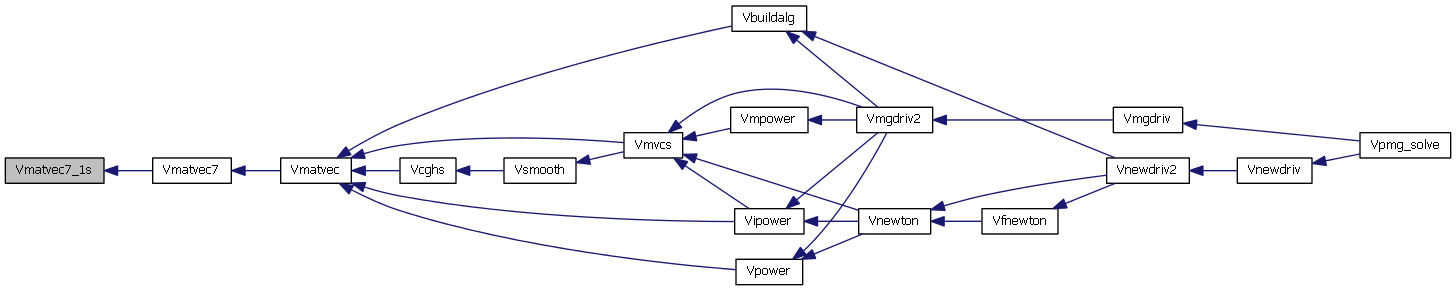 Vbuildalg
Vmpower
Vmgdriv2
Vmgdriv
Vmvcs
Vpmg_solve
Vmatvec7_1s
Vmatvec7
Vmatvec
Vcghs
Vsmooth
Vnewdriv2
Vnewdriv
Vipower
Vnewton
Vfnewton
Vpower